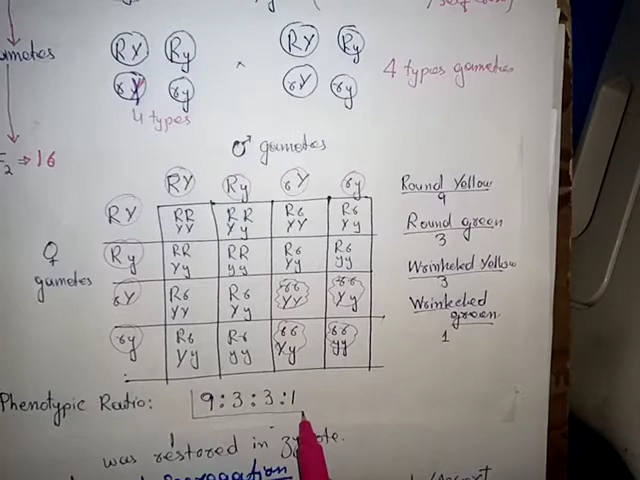 gametes RY Ry × RY Ry
rY ry rY ry 4 types gametes
4 types
F2 ⇒ 16
♂ gametes
RY Ry rY ry
♀ gametes
RY RR YY RR Yy Rr YY Rr Yy
Ry RR Yy RR yy Rr Yy Rr yy
rY Rr YY Rr Yy rr YY rr Yy
ry Rr Yy Rr yy rr Yy rr yy
Round Yellow
9
Round green
3
Wrinkeled Yellow
3
Wrinkeled
green
1
Phenotypic Ratio: 9:3:3:1
was restored in